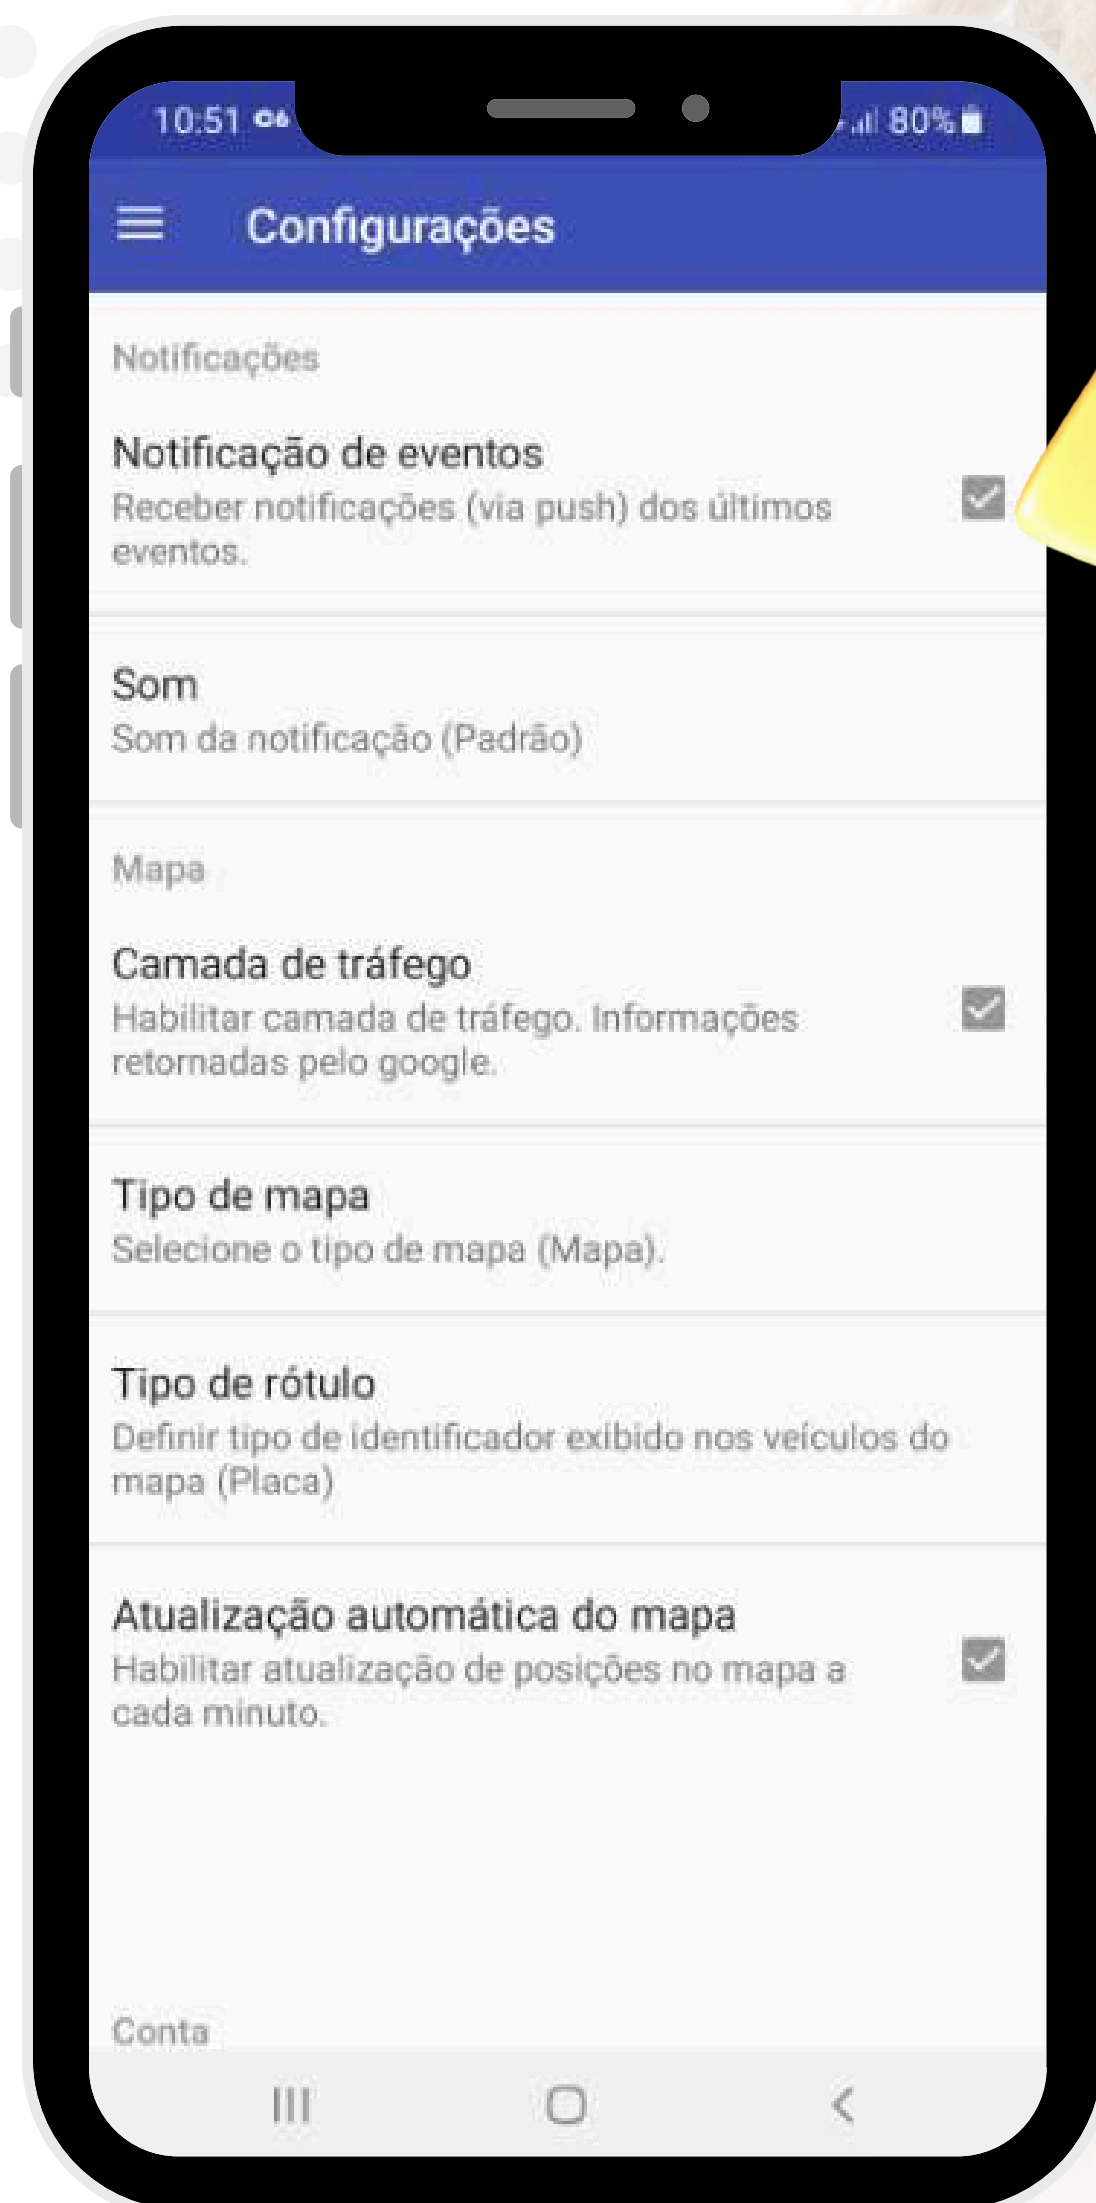 10:51 C6
80%
Configurações
Notificações
Notificação de eventos
Receber notificações (via push) dos últimos
eventos.
Som
Som da notificação (Padrão)
Mapa
Camada de tráfego
Habilitar camada de tráfego. Informações
retornadas pelo google.
Tipo de mapa
Selecione o tipo de mapa (Mapa).
Tipo de rótulo
Definir tipo de identificador exibido nos veículos do
mapa (Placa)
Atualização automática do mapa
Habilitar atualização de posições no mapa a
cada minuto.
Conta